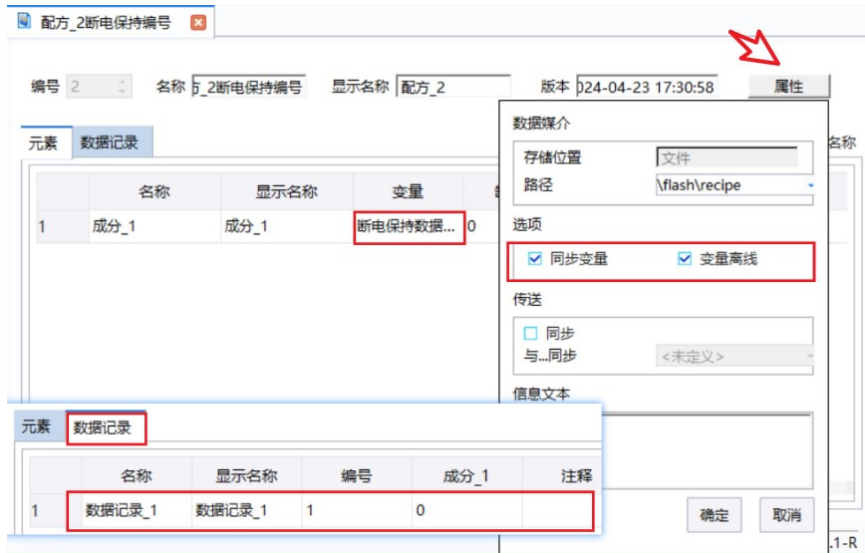 配方_2断电保持编号
编号 2 名称 方_2断电保持编号 显示名称 配方_2 版本 024-04-23 17:30:58 属性
元素 数据记录 名称
名称 显示名称 变量
1 成分_1 成分_1 断电保持数据... 0
数据媒介
存储位置 文件
路径 \flash\recipe
选项
同步变量 变量离线
传送
同步
与...同步 <未定义>
信息文本
确定 取消
元素 数据记录
名称 显示名称 编号 成分_1 注释
1 数据记录_1 数据记录_1 1 0
.1-R